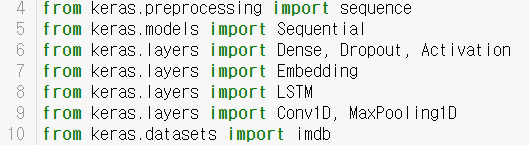 4 from keras.preprocessing import sequence
5 from keras.models import Sequential
6 from keras.layers import Dense, Dropout, Activation
7 from keras.layers import Embedding
8 from keras.layers import LSTM
9 from keras.layers import Conv1D, MaxPooling1D
10 from keras.datasets import imdb